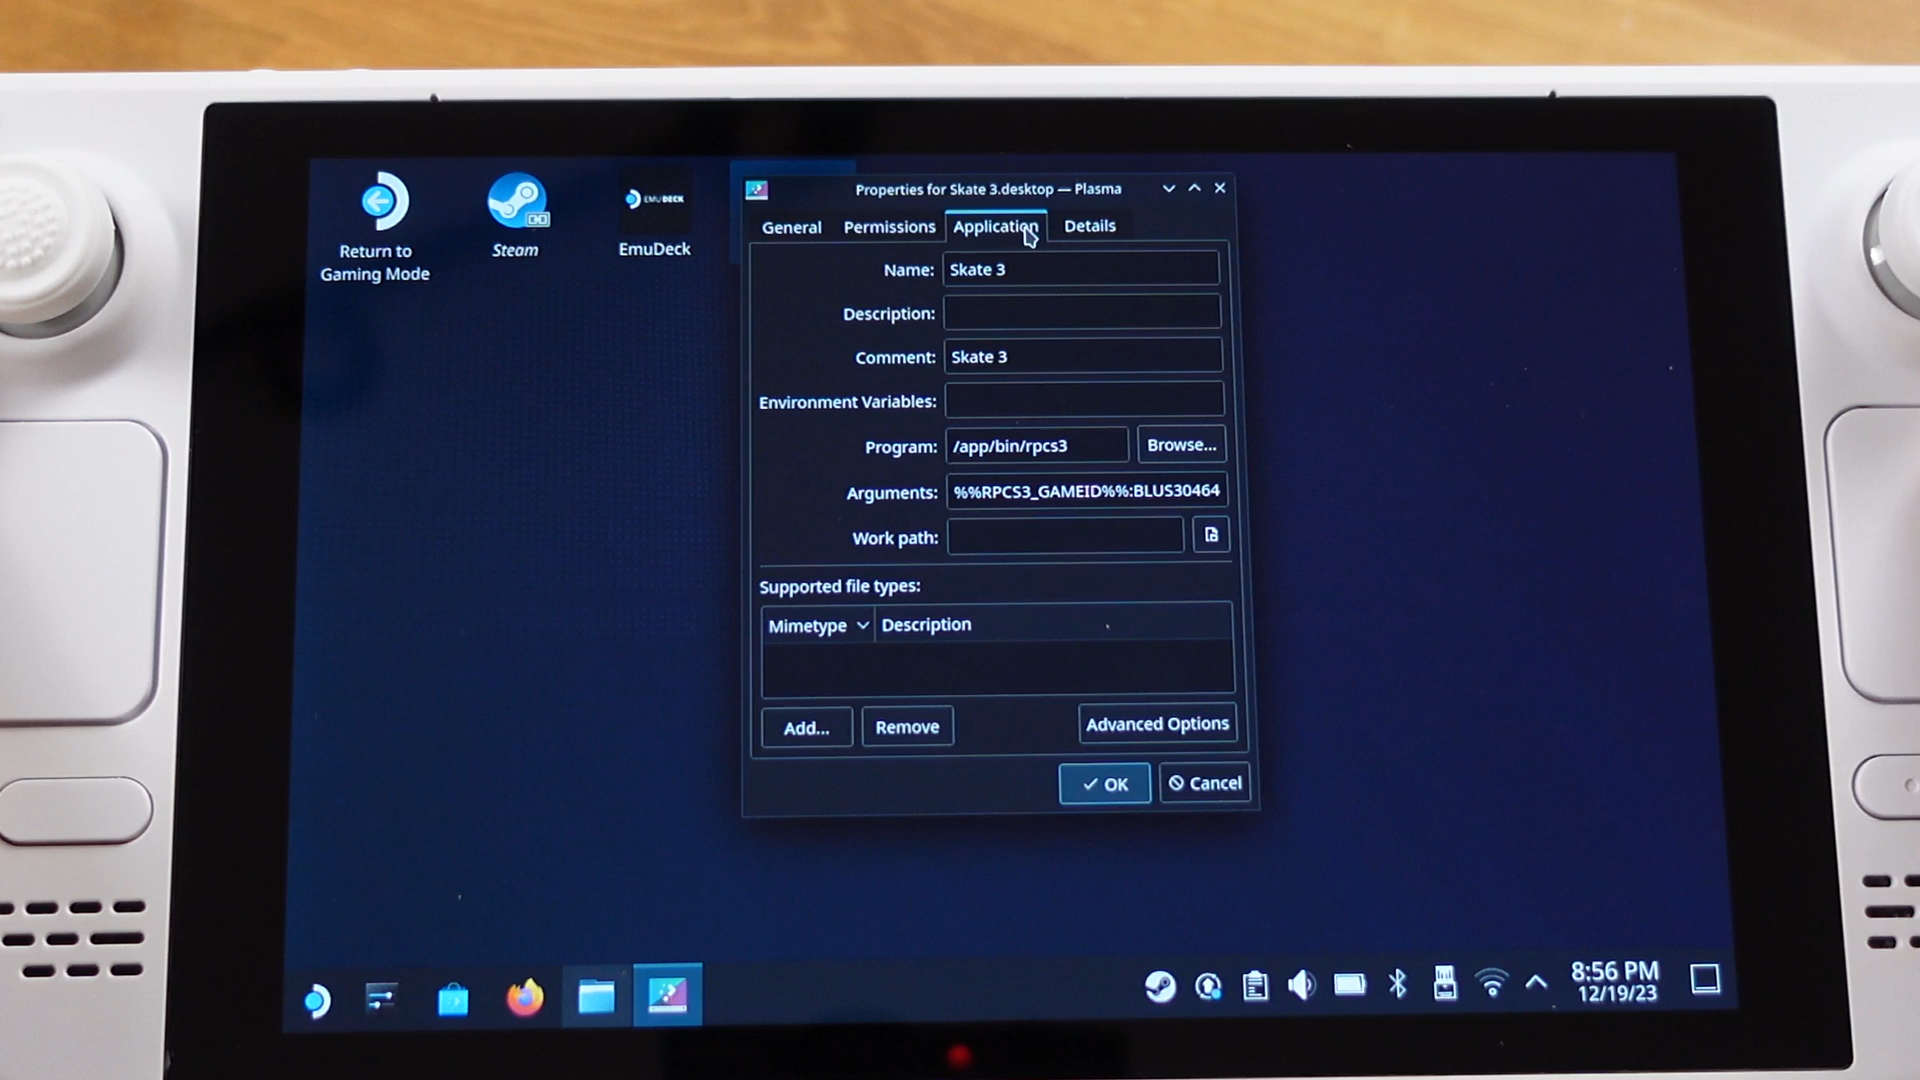 Return to
Gaming Mode
Steam
EMUDECK
EmuDeck
Properties for Skate 3.desktop — Plasma
General Permissions Application Details
Name: Skate 3
Description:
Comment: Skate 3
Environment Variables:
Program: /app/bin/rpcs3 Browse...
Arguments: %%RPCS3_GAMEID%%:BLUS30464
Work path:
Supported file types:
Mimetype Description
Add... Remove Advanced Options
OK Cancel
8:56 PM
12/19/23